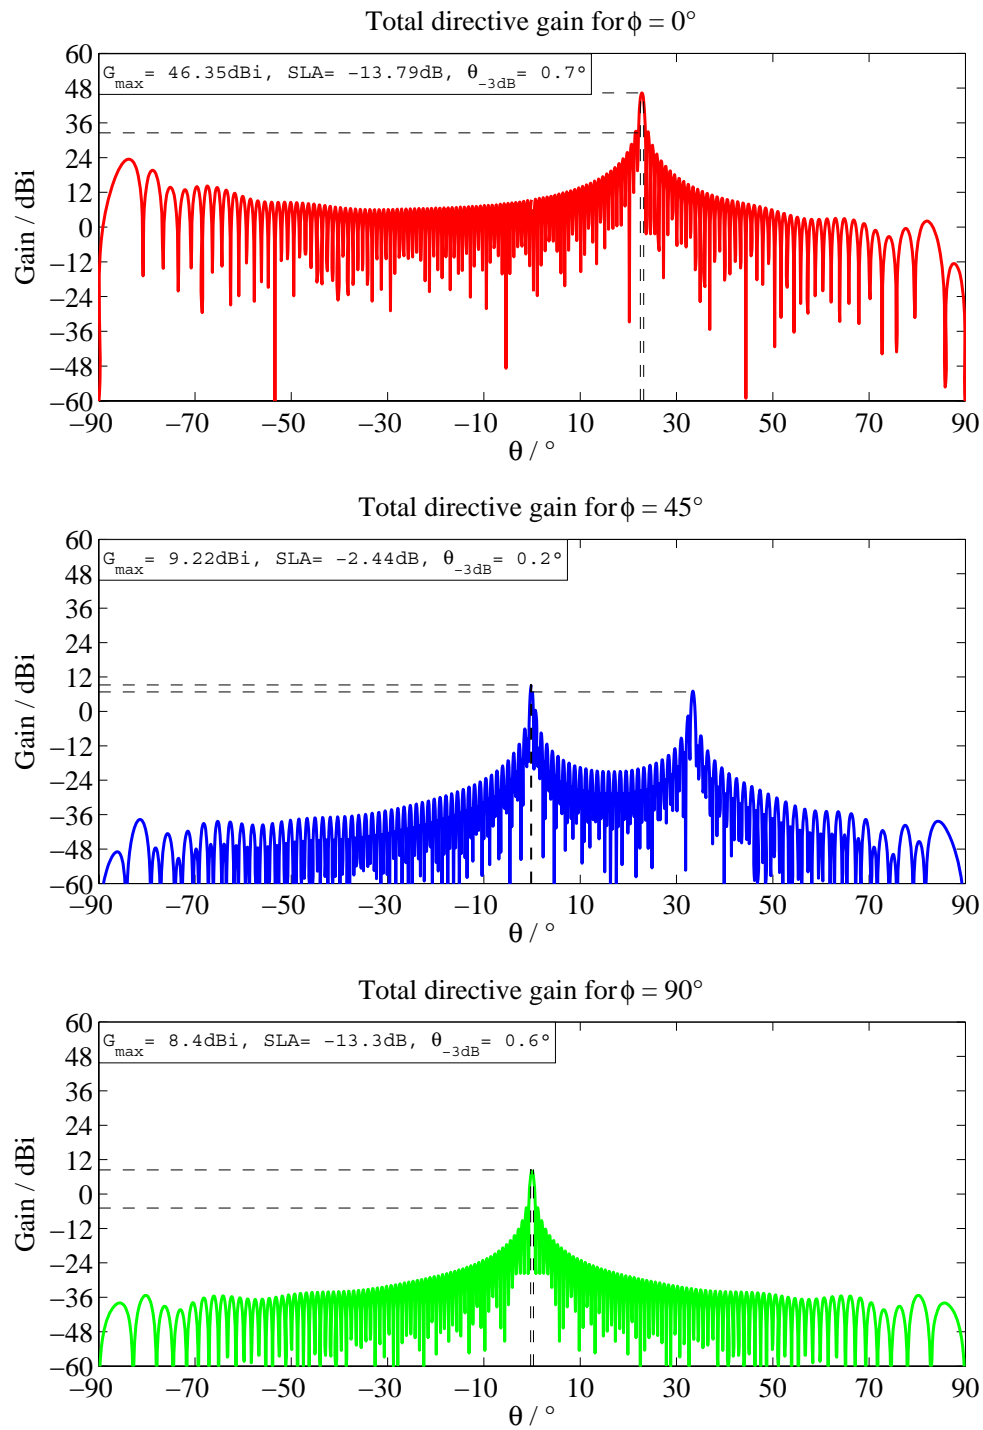 Total directive gain for ϕ = 0°
G_max= 46.35dBi, SLA= -13.79dB, θ_-3dB= 0.7°
Gain / dBi
60
48
36
24
12
0
−12
−24
−36
−48
−60
−90 −70 −50 −30 −10 10 30 50 70 90
θ / °
Total directive gain for ϕ = 45°
G_max= 9.22dBi, SLA= -2.44dB, θ_-3dB= 0.2°
Gain / dBi
60
48
36
24
12
0
−12
−24
−36
−48
−60
−90 −70 −50 −30 −10 10 30 50 70 90
θ / °
Total directive gain for ϕ = 90°
G_max= 8.4dBi, SLA= -13.3dB, θ_-3dB= 0.6°
Gain / dBi
60
48
36
24
12
0
−12
−24
−36
−48
−60
−90 −70 −50 −30 −10 10 30 50 70 90
θ / °